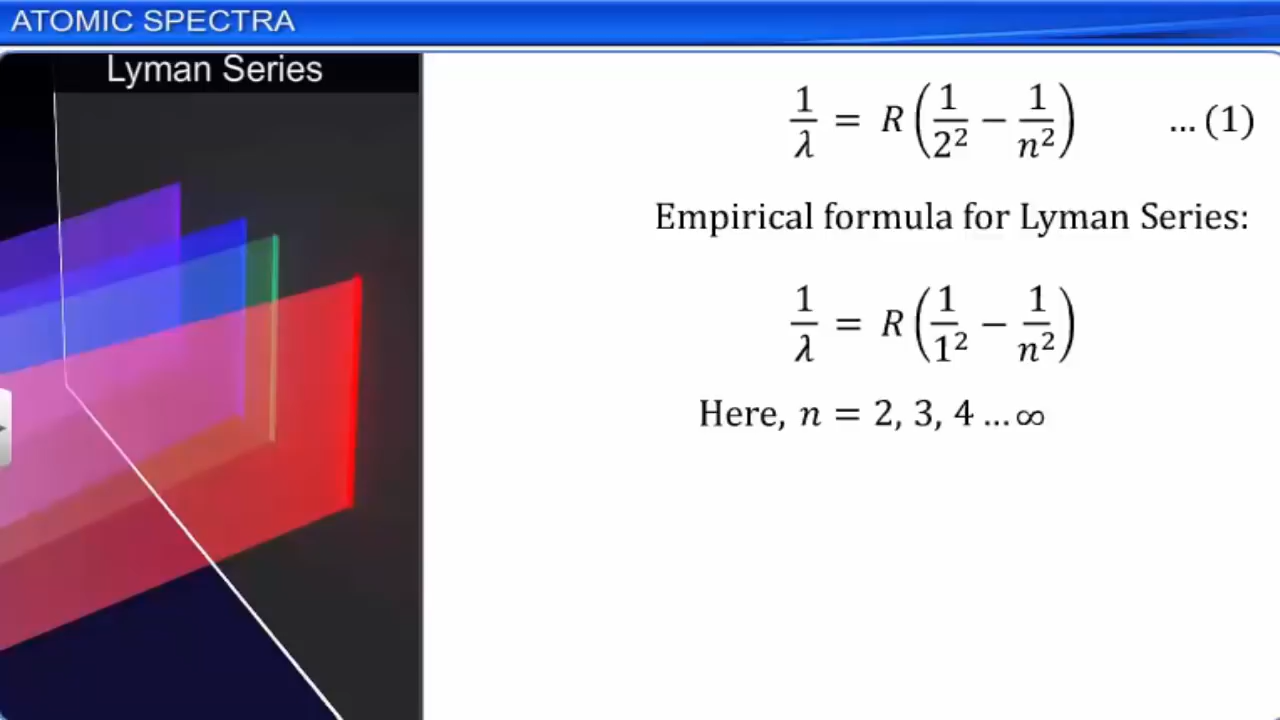 ATOMIC SPECTRA
Lyman Series
1/λ = R(1/2² − 1/n²) ... (1)
Empirical formula for Lyman Series:
1/λ = R(1/1² − 1/n²)
Here, n = 2, 3, 4 ... ∞